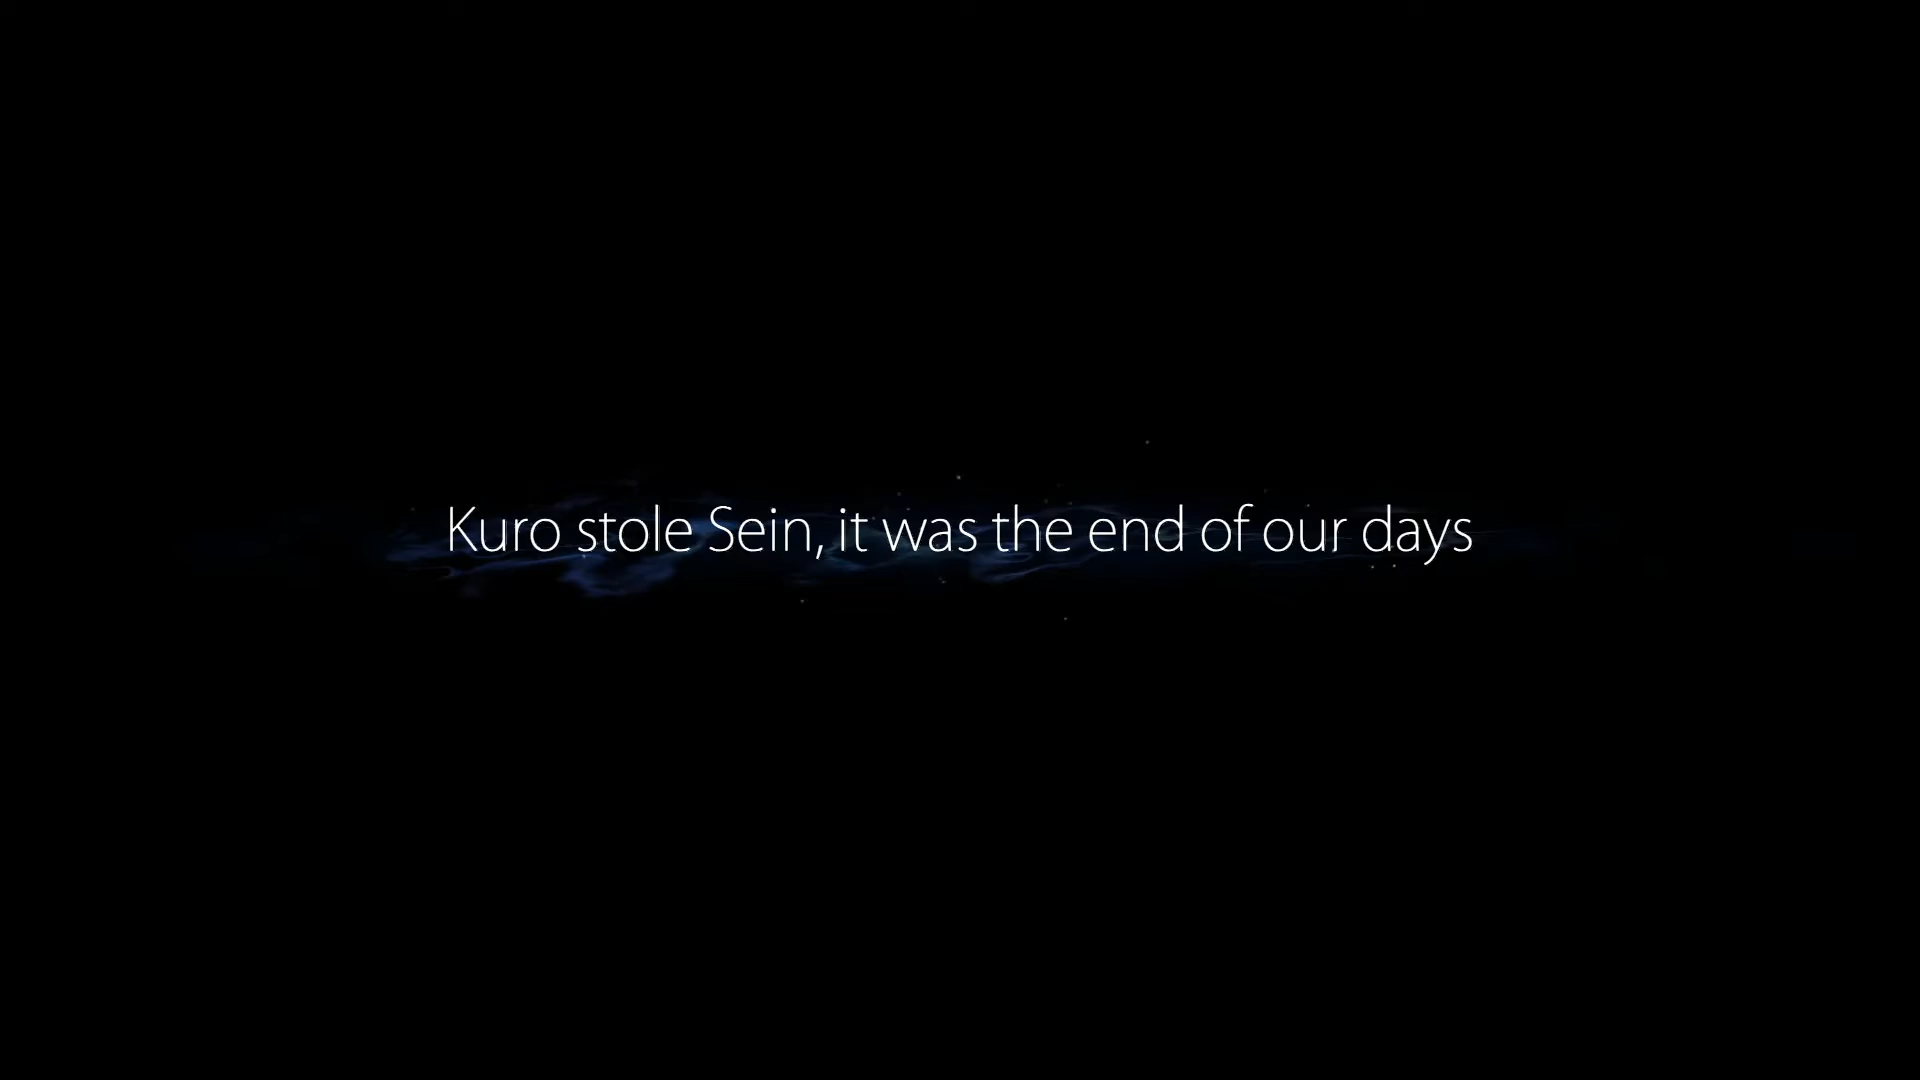 Kuro stole Sein, it was the end of our days